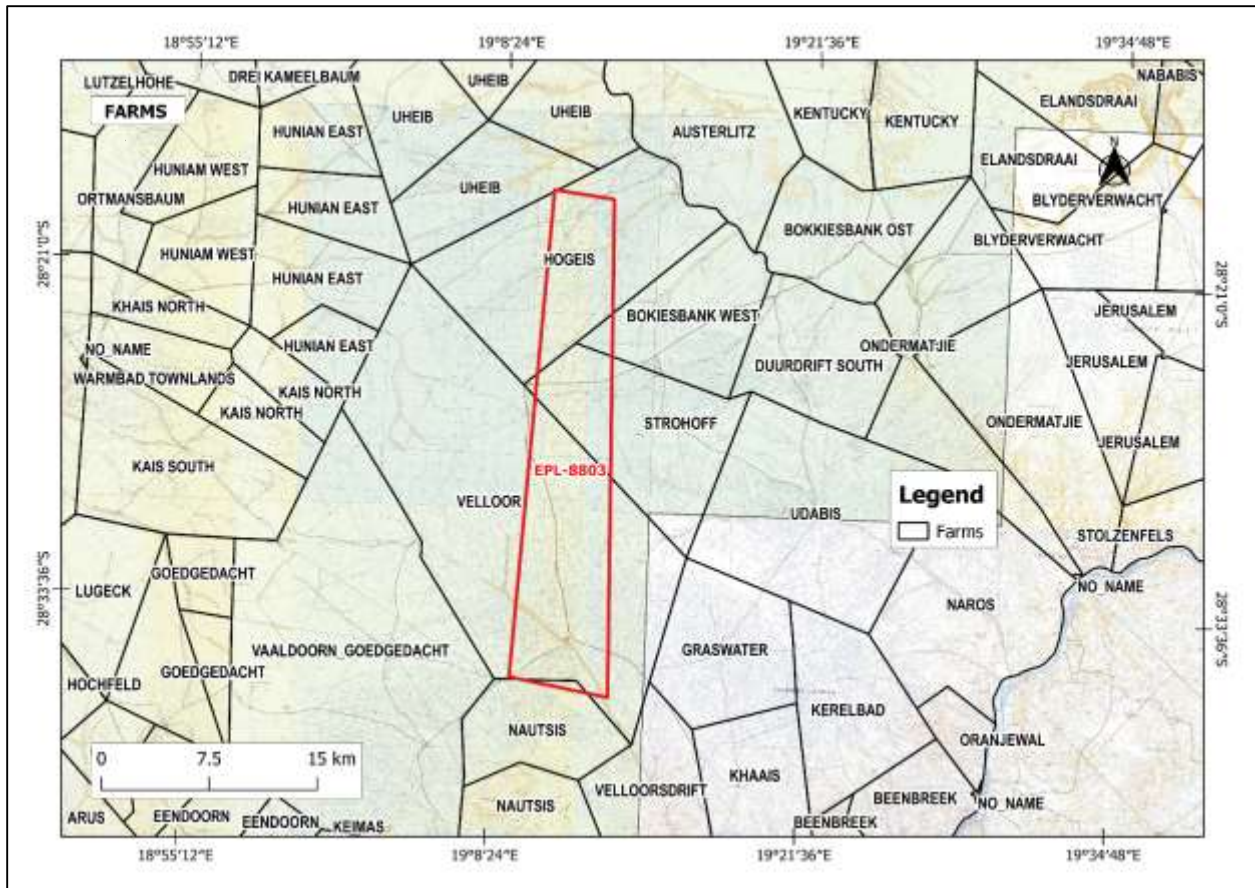 18°55'12"E 19°8'24"E 19°21'36"E 19°34'48"E
LUTZELHOHE
DREI KAMEELBAUM
UHEIB
NABABIS
FARMS
UHEIB
UHEIB
KENTUCKY
ELANDSDRAAI
HUNIAN EAST
AUSTERLITZ
KENTUCKY
N
HUNIAM WEST
UHEIB
ELANDSDRAAI
ORTMANSBAUM
HUNIAN EAST
BLYDERVERWACHT
BOKKIESBANK OST
BLYDERVERWACHT
28°21'0"S
HUNIAM WEST
HOGEIS
28°21'0"S
HUNIAN EAST
KHAIS NORTH
BOKIESBANK WEST
JERUSALEM
NO_NAME
HUNIAN EAST
ONDERMATJIE
WARMBAD TOWNLANDS
DUURDRIFT SOUTH
JERUSALEM
KAIS NORTH
KAIS NORTH
STROHOFF
ONDERMATJIE
JERUSALEM
KAIS SOUTH
EPL-8803
VELLOOR
Legend
UDABIS
Farms
STOLZENFELS
GOEDGEDACHT
28°33'36"S
LUGECK
NO_NAME
NAROS
28°33'36"S
VAALDOORN_GOEDGEDACHT
GRASWATER
GOEDGEDACHT
HOCHFELD
KERELBAD
NAUTSIS
ORANJEWAL
0 7.5 15 km
KHAAIS
VELLOORSDRIFT
BEENBREEK
NAUTSIS
NO_NAME
ARUS
EENDOORN
EENDOORN
KEIMAS
BEENBREEK
18°55'12"E 19°8'24"E 19°21'36"E 19°34'48"E